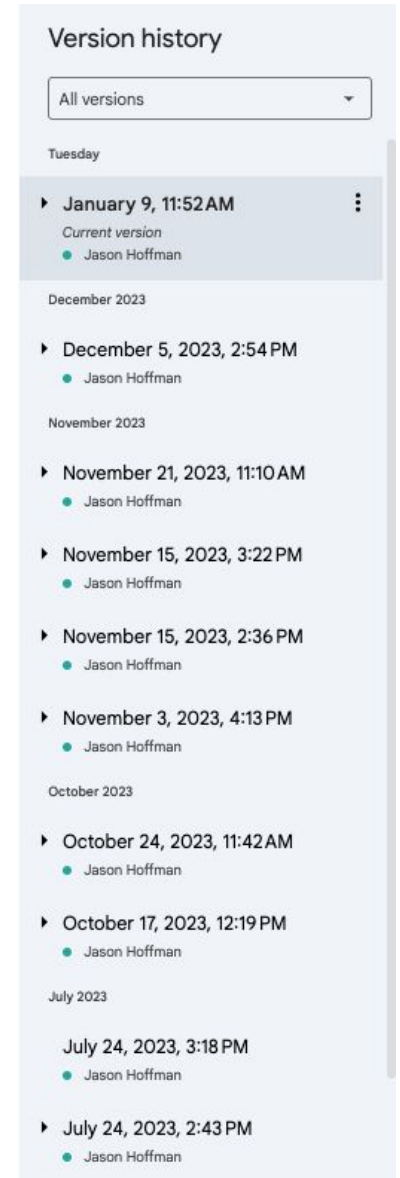 Version history
All versions
Tuesday
January 9, 11:52 AM
Current version
Jason Hoffman
December 2023
December 5, 2023, 2:54 PM
Jason Hoffman
November 2023
November 21, 2023, 11:10 AM
Jason Hoffman
November 15, 2023, 3:22 PM
Jason Hoffman
November 15, 2023, 2:36 PM
Jason Hoffman
November 3, 2023, 4:13 PM
Jason Hoffman
October 2023
October 24, 2023, 11:42 AM
Jason Hoffman
October 17, 2023, 12:19 PM
Jason Hoffman
July 2023
July 24, 2023, 3:18 PM
Jason Hoffman
July 24, 2023, 2:43 PM
Jason Hoffman